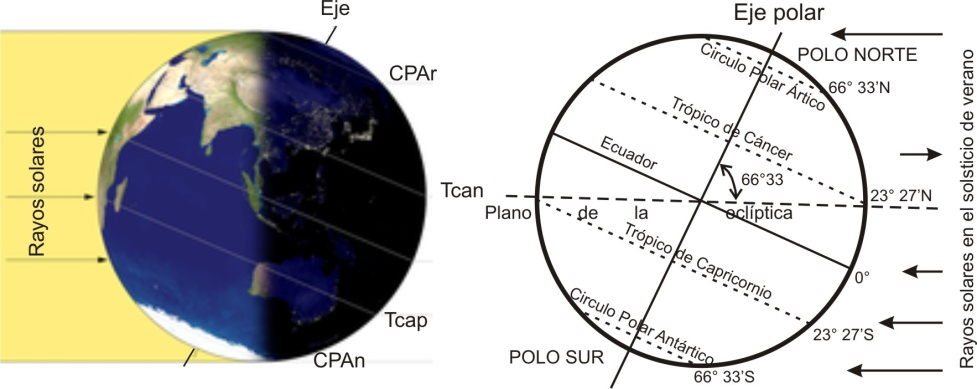 Eje
CPAr
Rayos solares
Tcan
Tcap
CPAn
Eje polar
POLO NORTE
Círculo Polar Ártico
66° 33’N
Trópico de Cáncer
Ecuador
66°33
23° 27’N
Plano de la eclíptica
Trópico de Capricornio
0°
Circulo Polar Antártico
23° 27’S
POLO SUR
66° 33’S
Rayos solares en el solsticio de verano